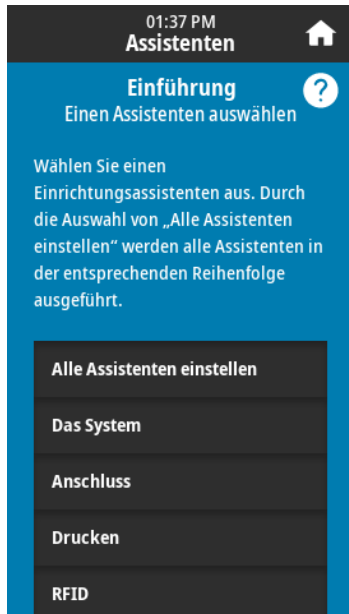 01:37 PM
Assistenten
Einführung
?
Einen Assistenten auswählen
Wählen Sie einen
Einrichtungsassistenten aus. Durch
die Auswahl von „Alle Assistenten
einstellen“ werden alle Assistenten in
der entsprechenden Reihenfolge
ausgeführt.
Alle Assistenten einstellen
Das System
Anschluss
Drucken
RFID